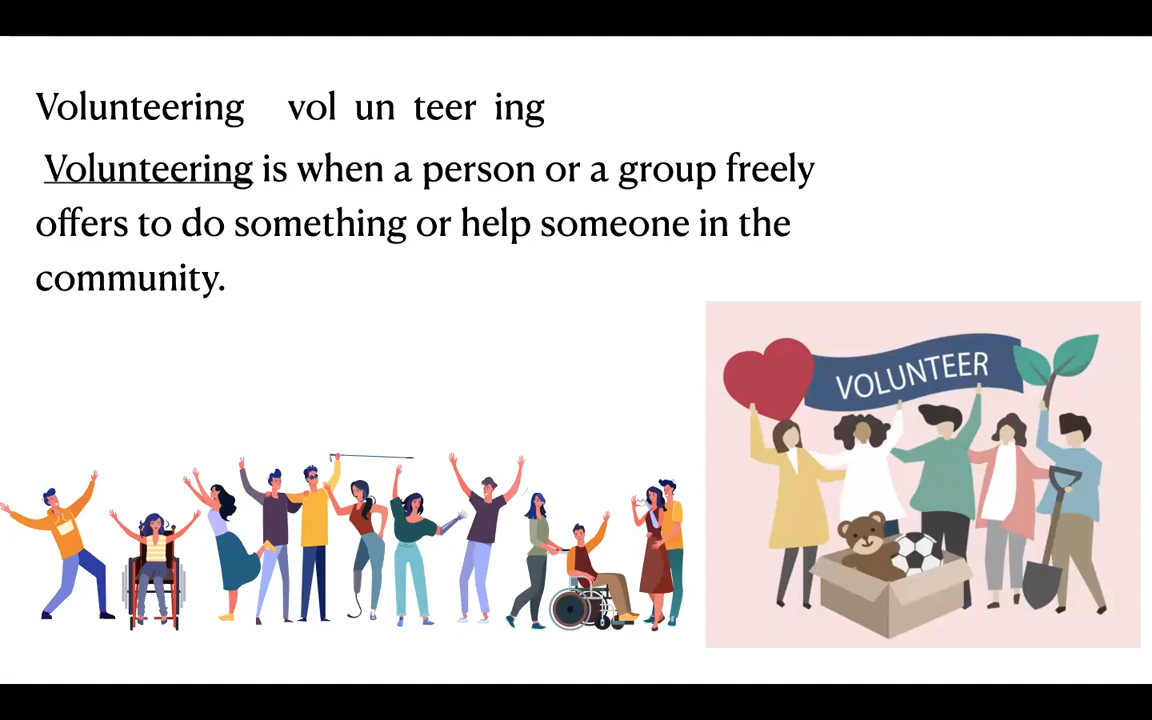 Volunteering vol un teer ing
Volunteering is when a person or a group freely
offers to do something or help someone in the
community.
VOLUNTEER